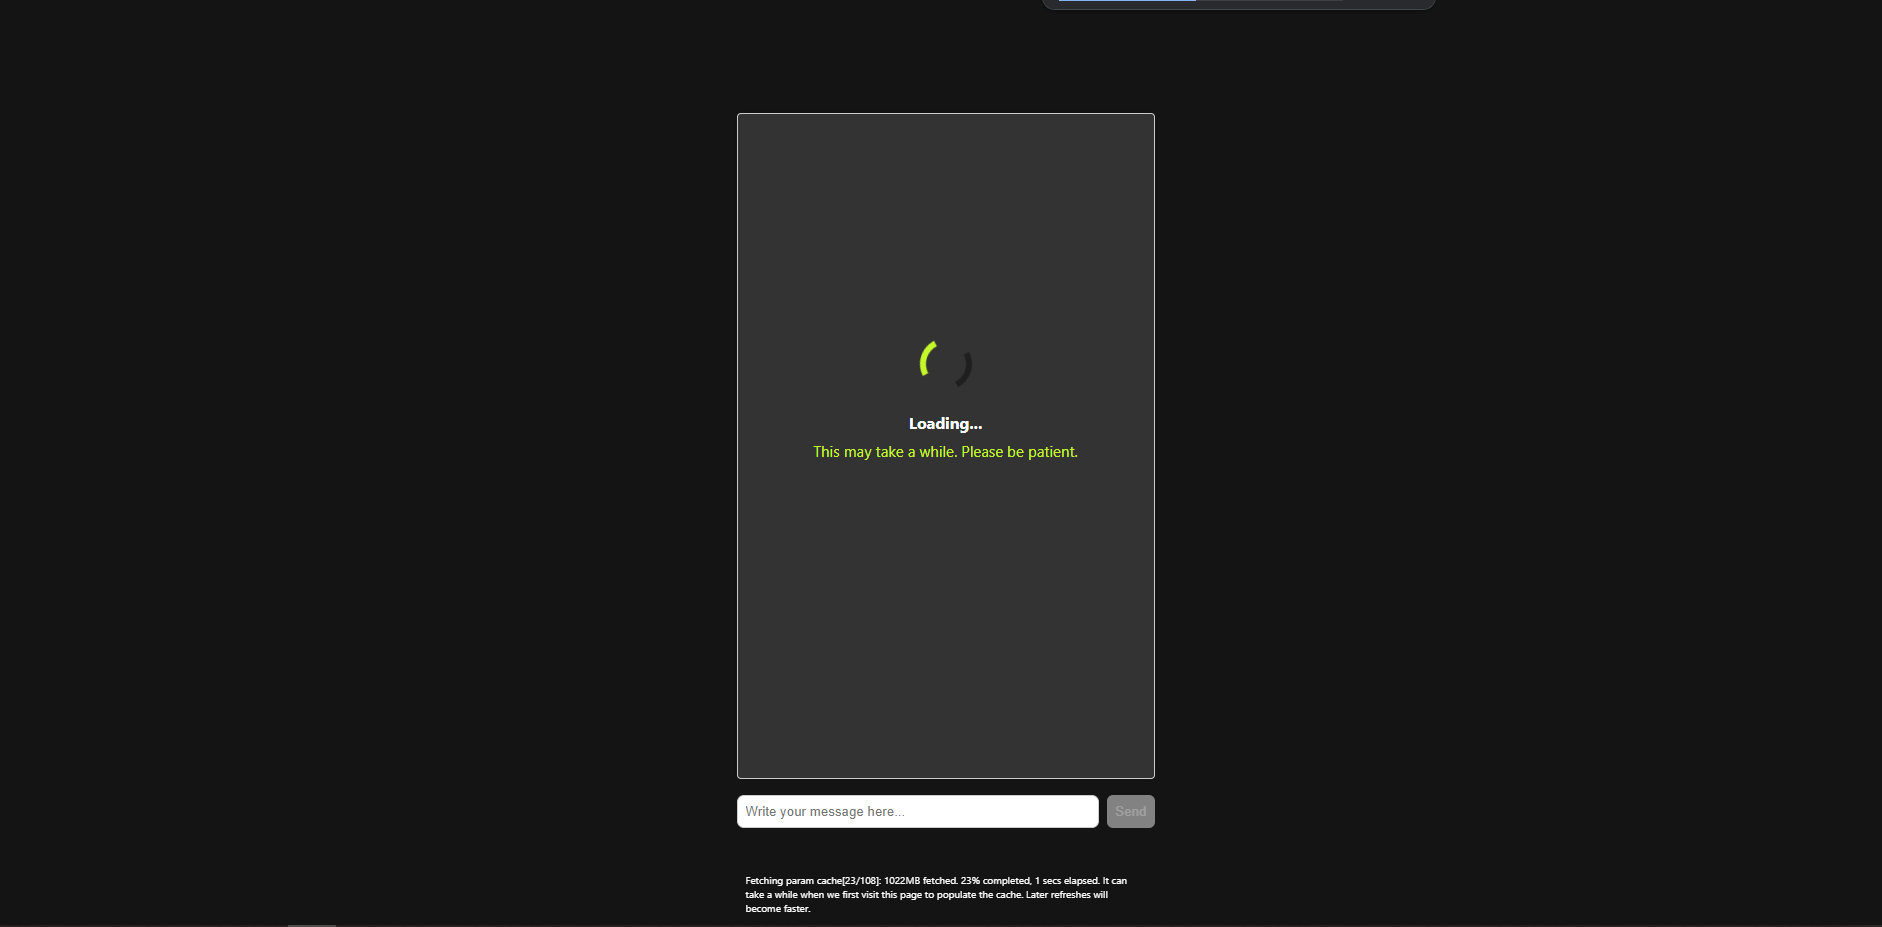 Loading...
This may take a while. Please be patient.
Write your message here...
Send
Fetching param cache[23/108]: 1022MB fetched. 23% completed, 1 secs elapsed. It can
take a while when we first visit this page to populate the cache. Later refreshes will
become faster.